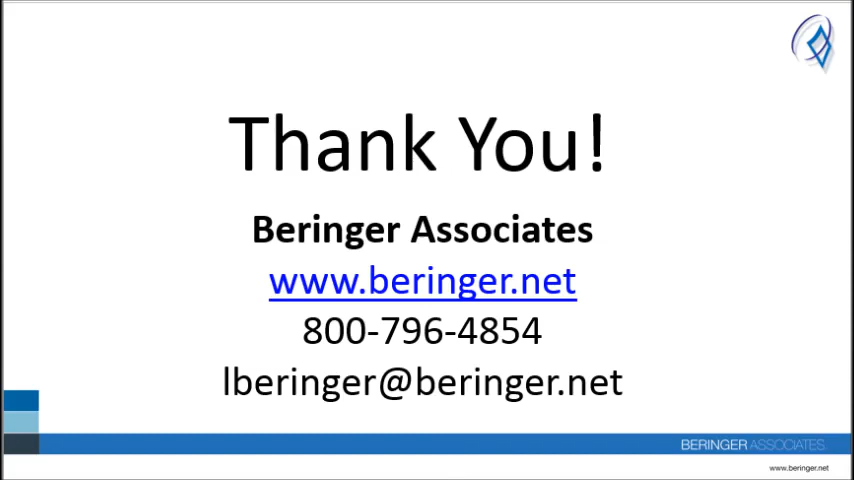 Thank You!
Beringer Associates
www.beringer.net
800-796-4854
lberinger@beringer.net
BERINGER ASSOCIATES
www.beringer.net